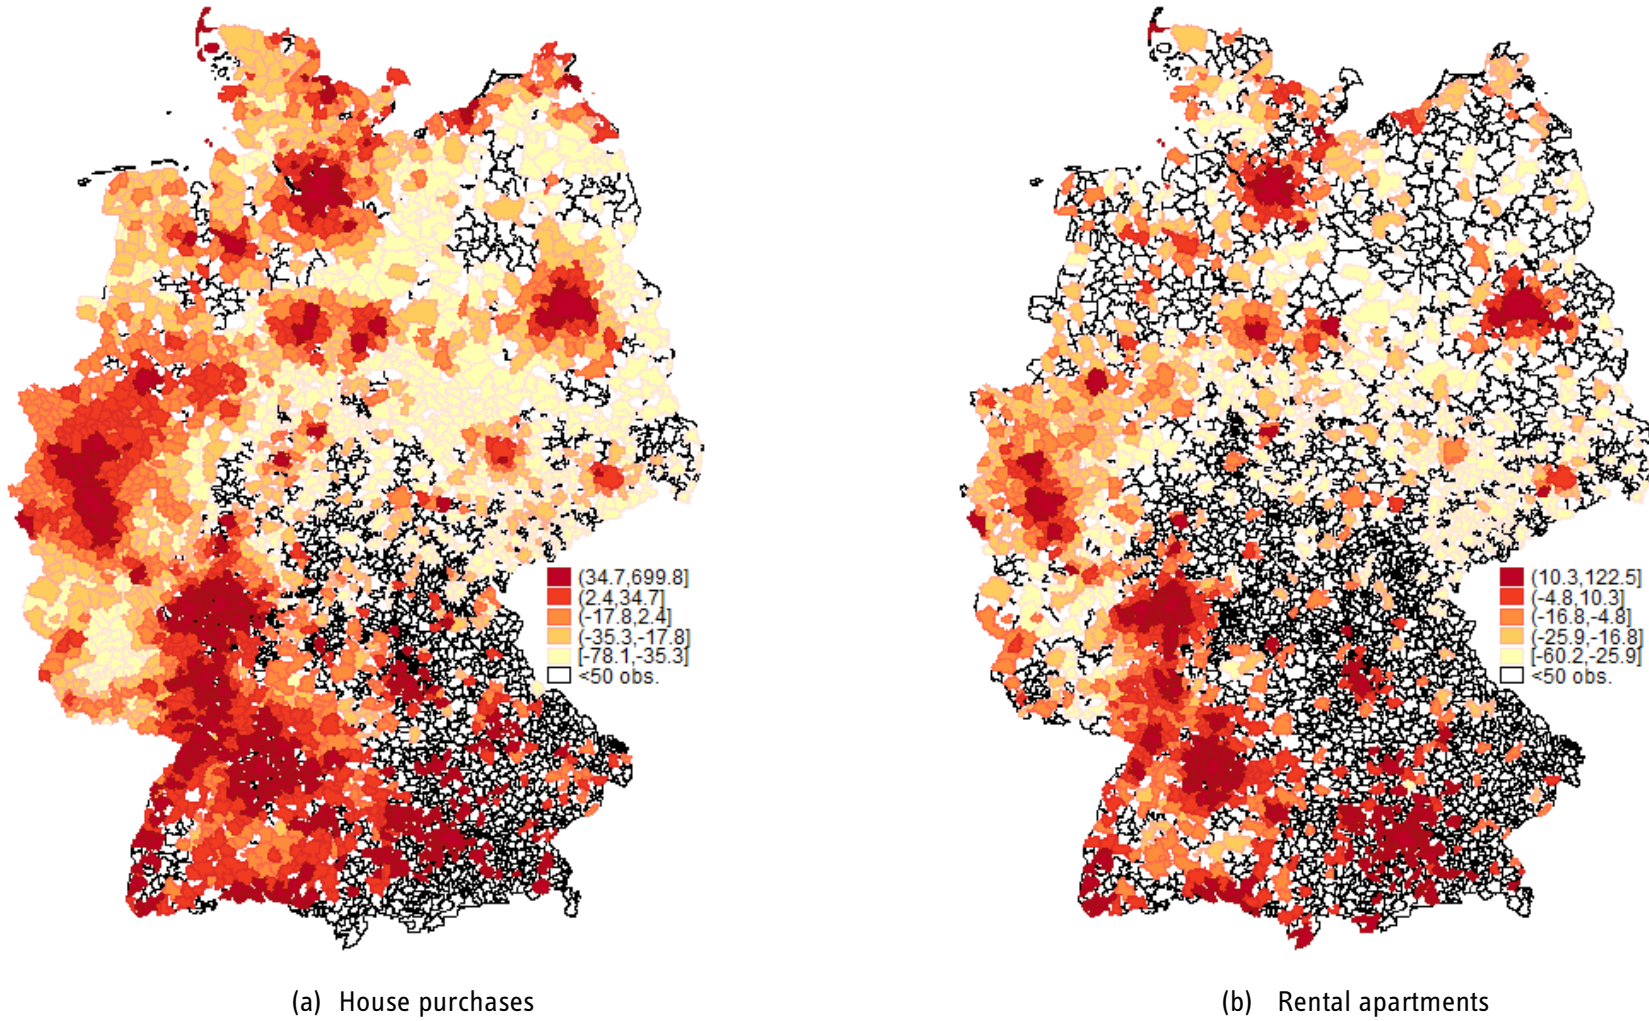 (34.7,699.8]
(2.4,34.7]
(-17.8,2.4]
(-35.3,-17.8]
[-78.1,-35.3]
<50 obs.
(10.3,122.5]
(-4.8,10.3]
(-16.8,-4.8]
(-25.9,-16.8]
[-60.2,-25.9]
<50 obs.
(a) House purchases
(b) Rental apartments